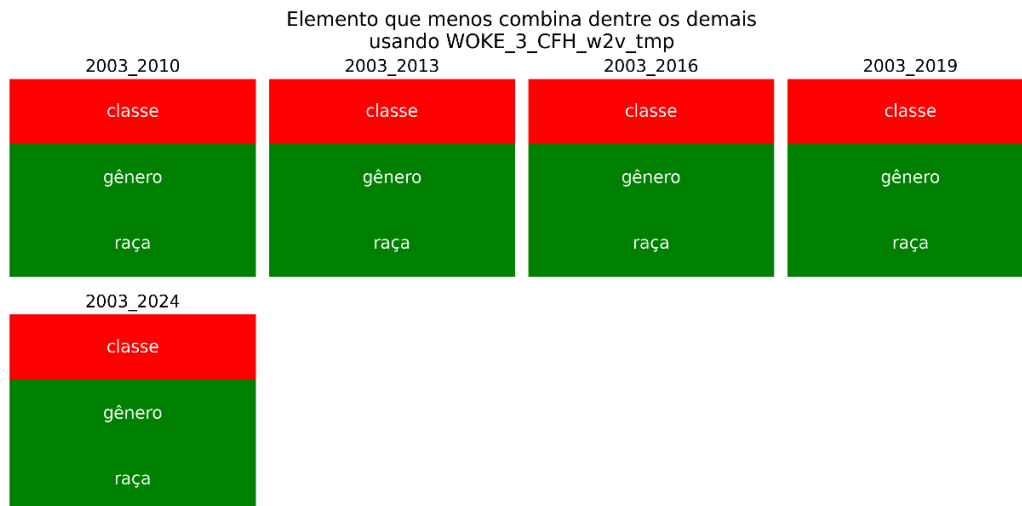 Elemento que menos combina dentre os demais
usando WOKE_3_CFH_w2v_tmp
2003_2010
classe
gênero
raça
2003_2013
classe
gênero
raça
2003_2016
classe
gênero
raça
2003_2019
classe
gênero
raça
2003_2024
classe
gênero
raça